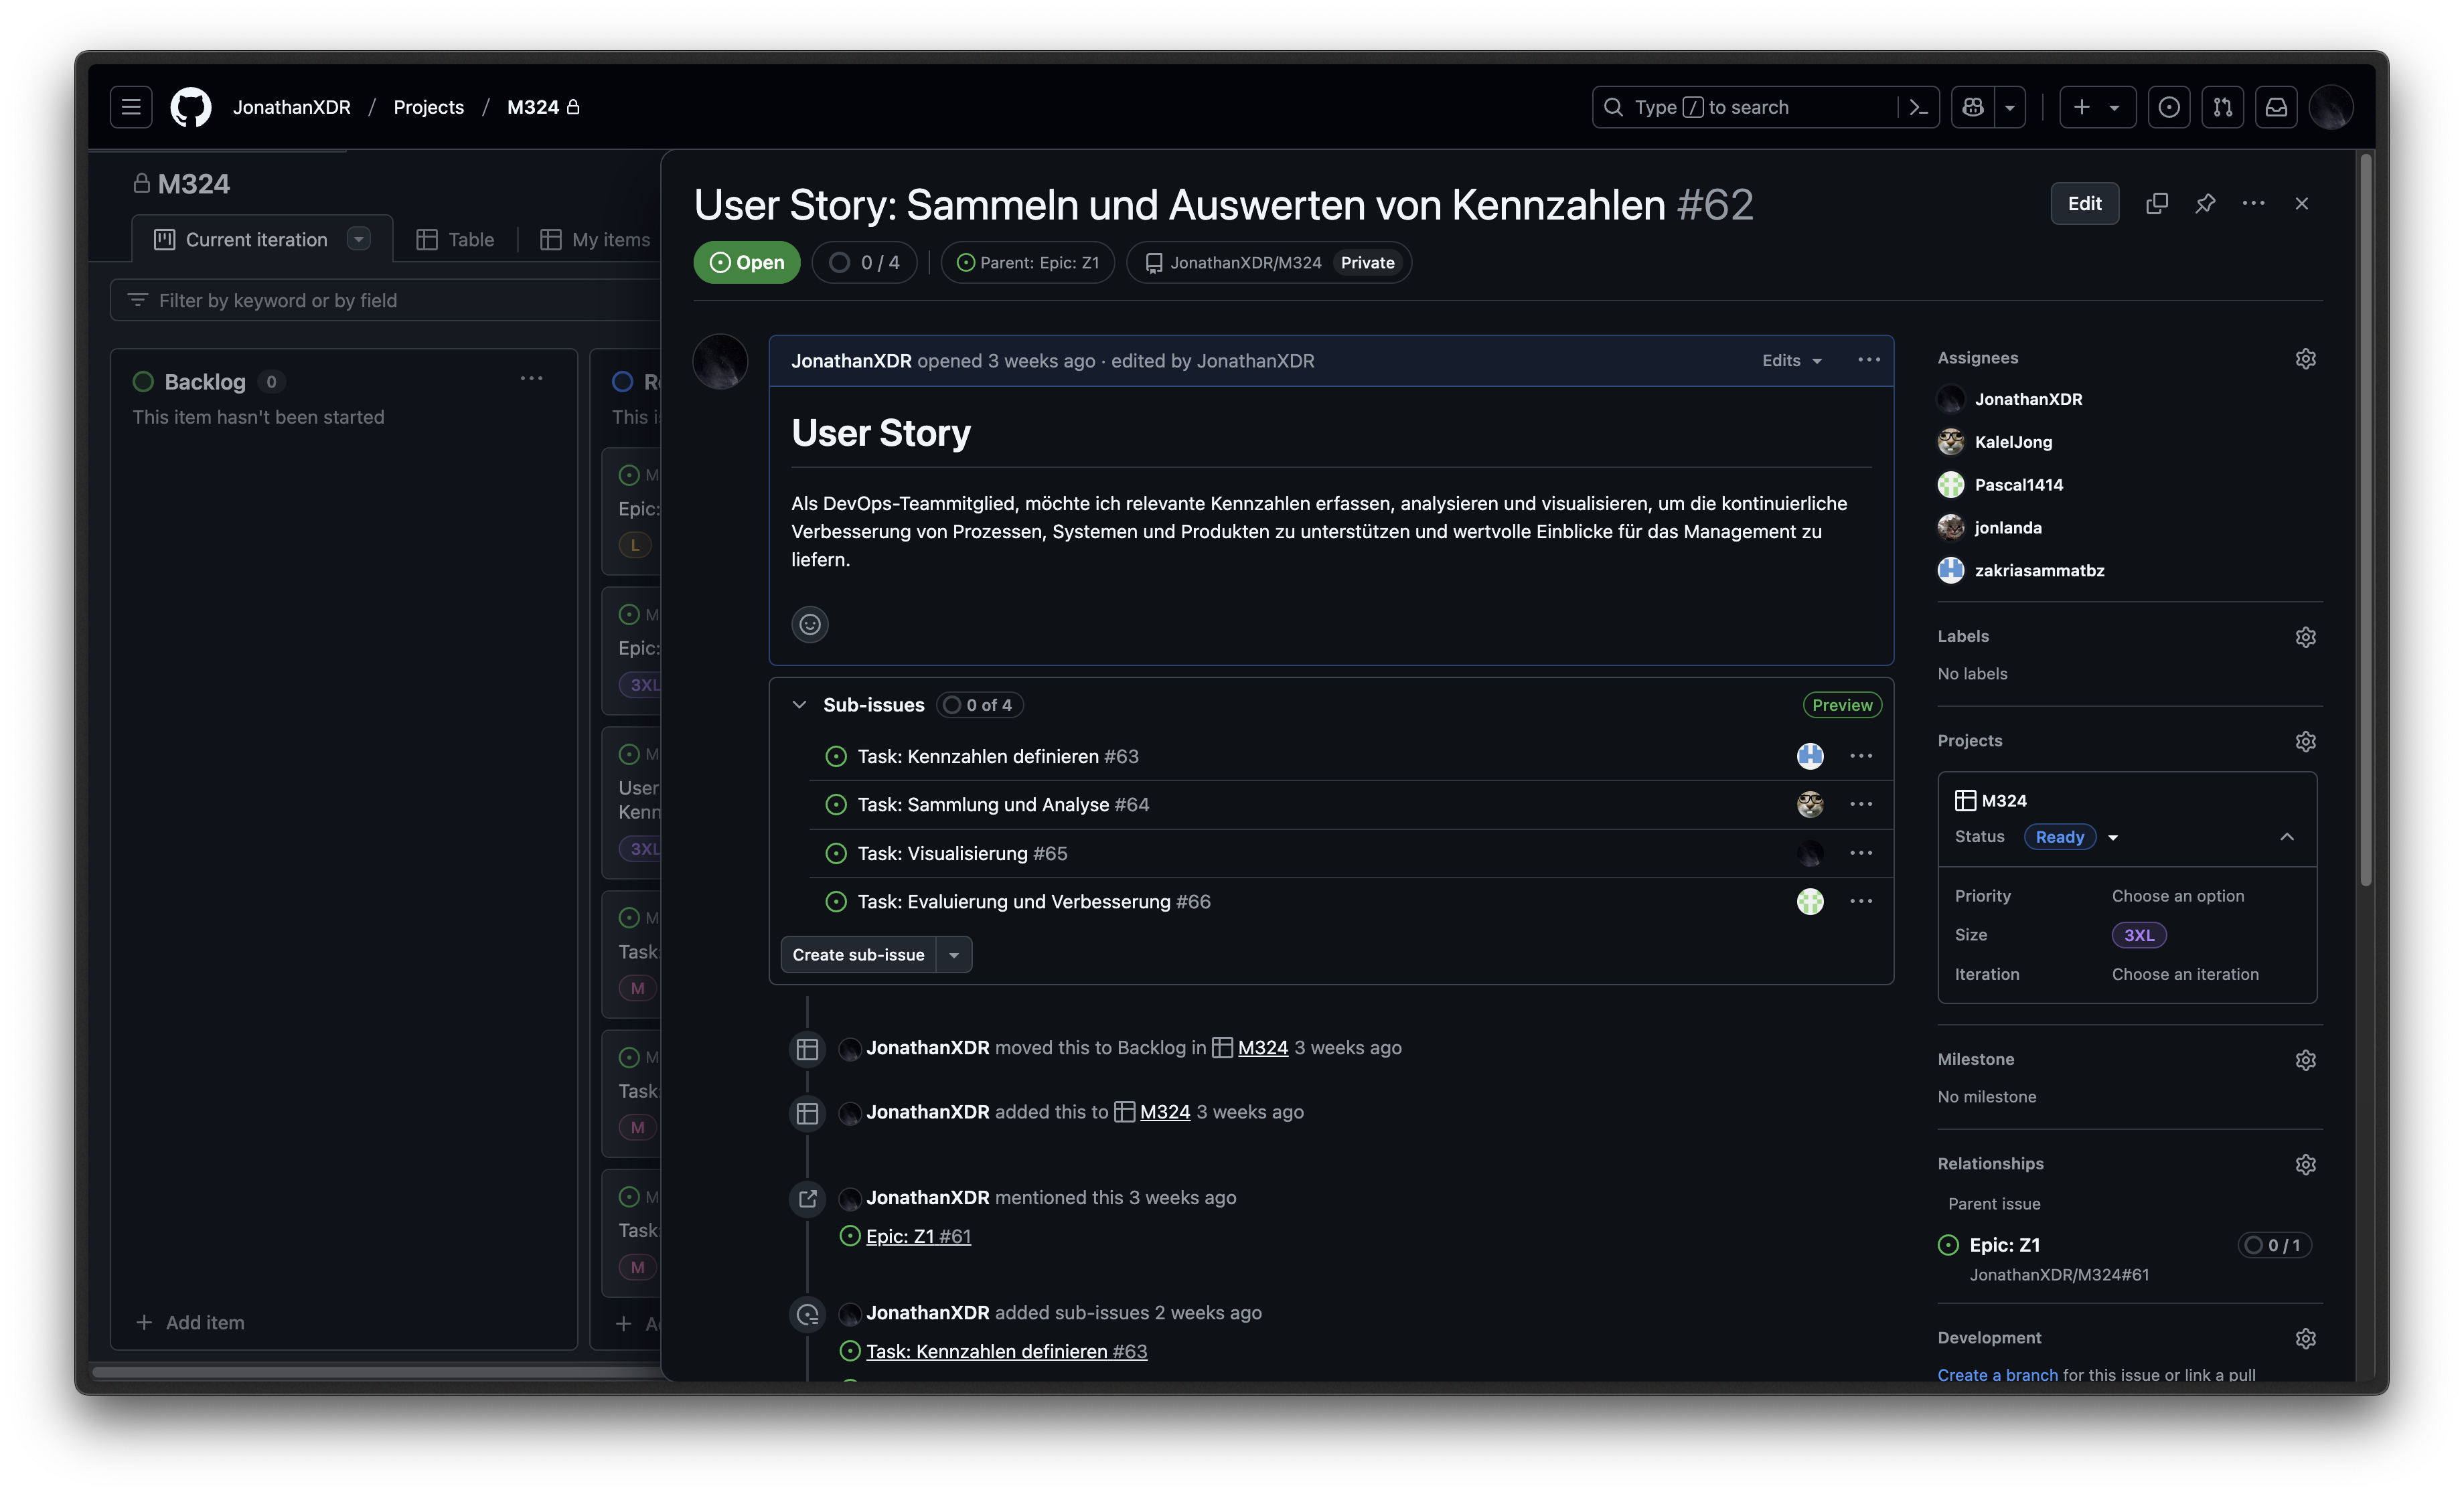 JonathanXDR / Projects / M324
Type / to search
M324
Current iteration
Table
My items
Filter by keyword or by field
Backlog 0
This item hasn't been started
Add item
Epic:
L
Epic:
3XL
User
3XL
Task:
M
Task:
M
Task:
M
User Story: Sammeln und Auswerten von Kennzahlen #62
Edit
Open
0 / 4
Parent: Epic: Z1
JonathanXDR/M324 Private
JonathanXDR opened 3 weeks ago · edited by JonathanXDR
Edits
User Story
Als DevOps-Teammitglied, möchte ich relevante Kennzahlen erfassen, analysieren und visualisieren, um die kontinuierliche
Verbesserung von Prozessen, Systemen und Produkten zu unterstützen und wertvolle Einblicke für das Management zu
liefern.
Sub-issues 0 of 4
Preview
Task: Kennzahlen definieren #63
Task: Sammlung und Analyse #64
Task: Visualisierung #65
Task: Evaluierung und Verbesserung #66
Create sub-issue
JonathanXDR moved this to Backlog in M324 3 weeks ago
JonathanXDR added this to M324 3 weeks ago
JonathanXDR mentioned this 3 weeks ago
Epic: Z1 #61
JonathanXDR added sub-issues 2 weeks ago
Task: Kennzahlen definieren #63
Assignees
JonathanXDR
KalelJong
Pascal1414
jonlanda
zakriasammatbz
Labels
No labels
Projects
M324
Status Ready
Priority Choose an option
Size 3XL
Iteration Choose an iteration
Milestone
No milestone
Relationships
Parent issue
Epic: Z1
0 / 1
JonathanXDR/M324#61
Development
Create a branch for this issue or link a pull